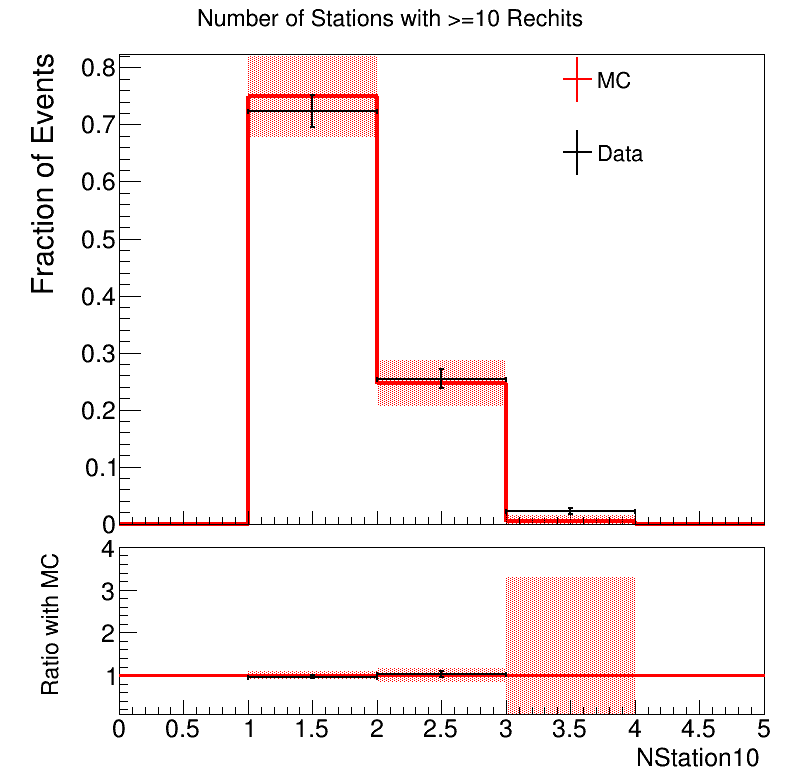 Number of Stations with >=10 Rechits
Fraction of Events
0.8
0.7
0.6
0.5
0.4
0.3
0.2
0.1
0
MC
Data
Ratio with MC
4
3
2
1
0 0.5 1 1.5 2 2.5 3 3.5 4 4.5 5
NStation10